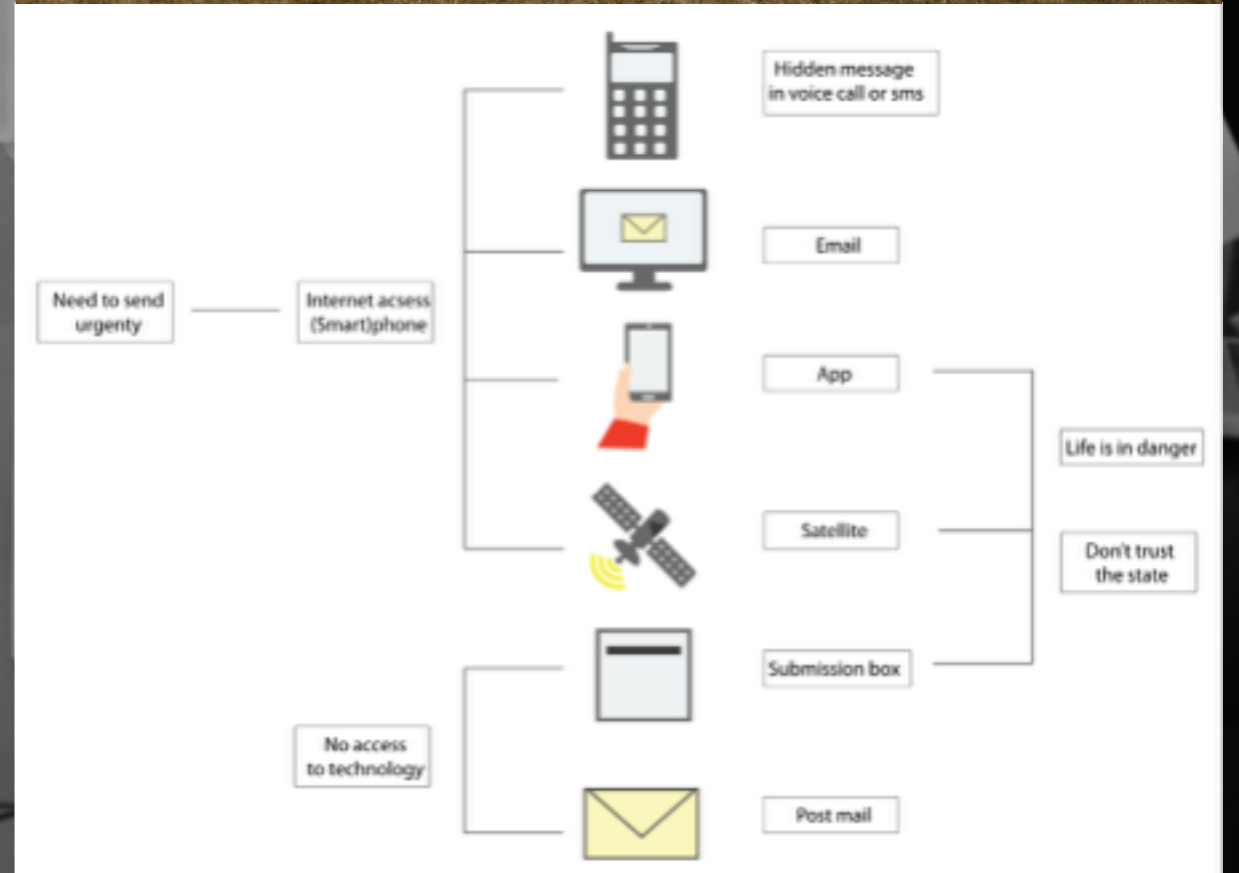 Hidden message
in voice call or sms
Email
Need to send
urgenty
Internet acsess
(Smart)phone
App
Life is in danger
Satellite
Don't trust
the state
Submission box
No access
to technology
Post mail